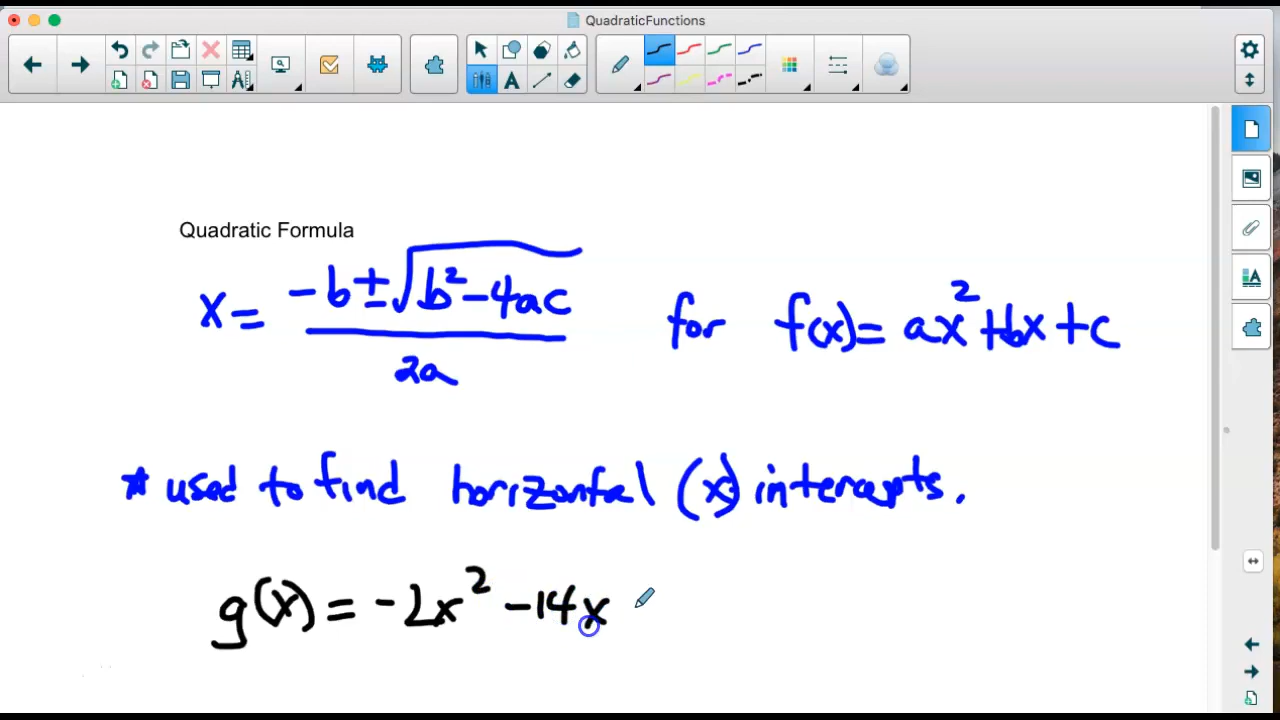 QuadraticFunctions
Quadratic Formula
x = (-b ± √(b² - 4ac)) / 2a for f(x) = ax² + bx + c
* used to find horizontal (x) intercepts.
g(x) = -2x² - 14x